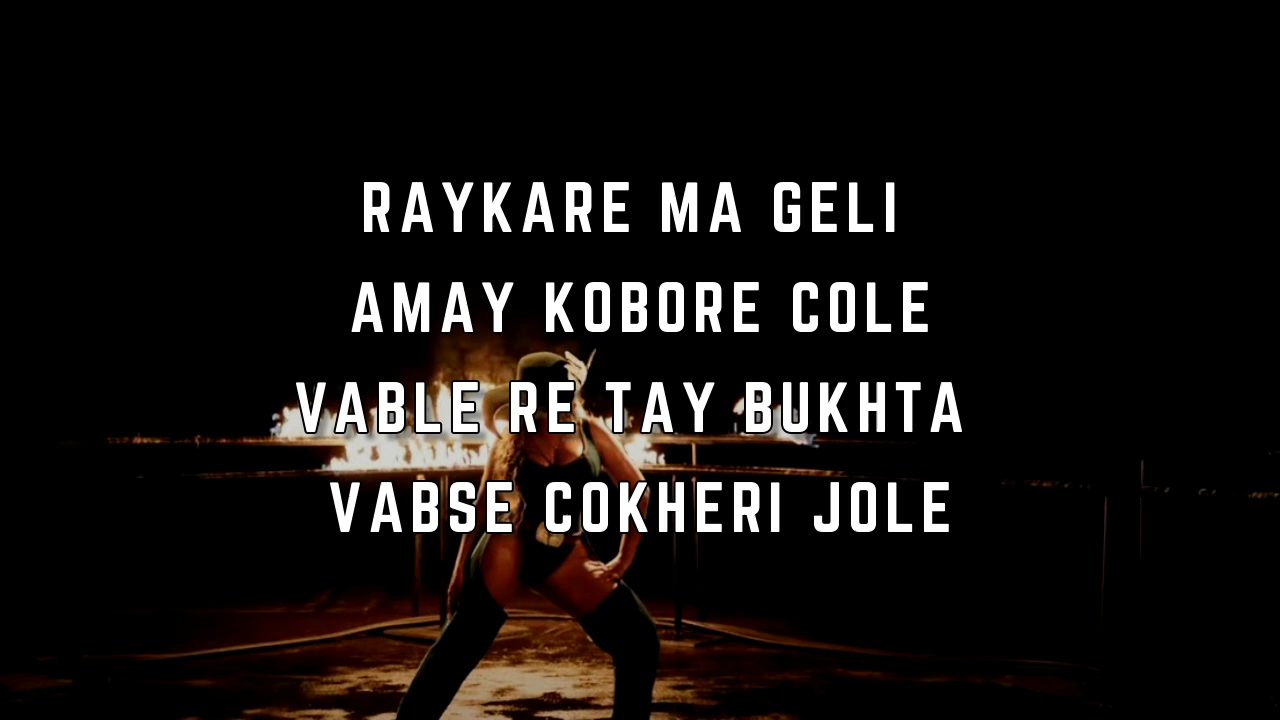 RAYKARE MA GELI
AMAY KOBORE COLE
VABLE RE TAY BUKHTA
VABSE COKHERI JOLE